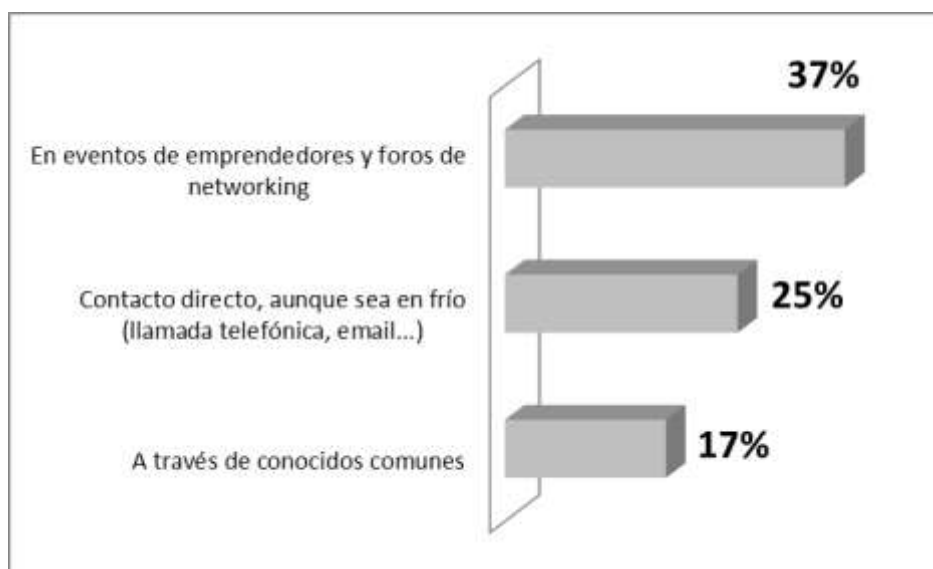 37%
En eventos de emprendedores y foros de
networking
Contacto directo, aunque sea en frío
(llamada telefónica, email...)
25%
A través de conocidos comunes
17%